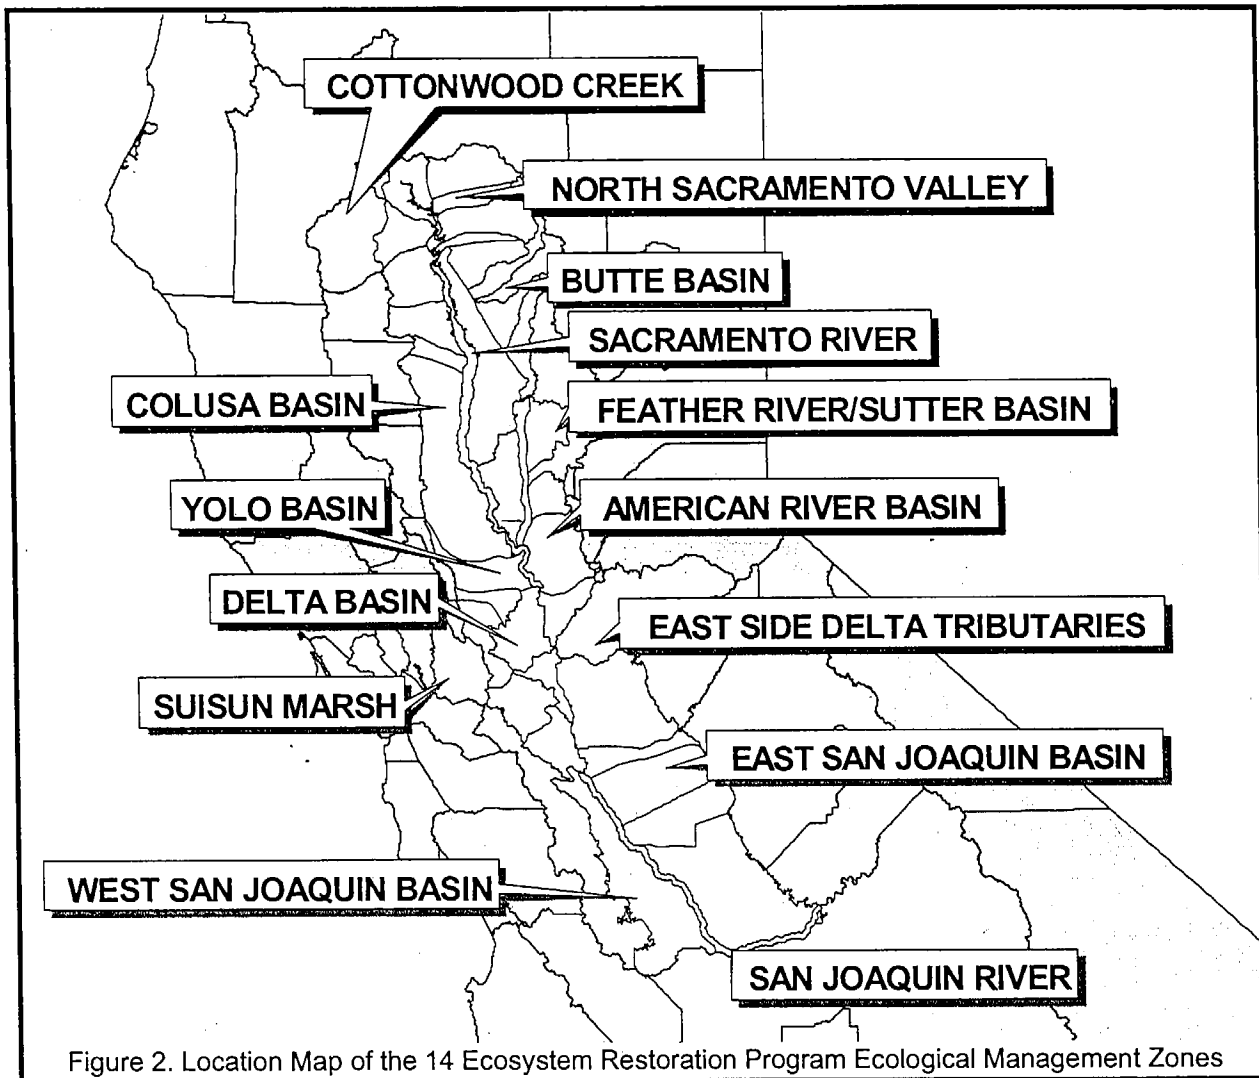 COTTONWOOD CREEK
NORTH SACRAMENTO VALLEY
BUTTE BASIN
SACRAMENTO RIVER
COLUSA BASIN
FEATHER RIVER/SUTTER BASIN
YOLO BASIN
AMERICAN RIVER BASIN
DELTA BASIN
EAST SIDE DELTA TRIBUTARIES
SUISUN MARSH
EAST SAN JOAQUIN BASIN
WEST SAN JOAQUIN BASIN
SAN JOAQUIN RIVER
Figure 2. Location Map of the 14 Ecosystem Restoration Program Ecological Management Zones